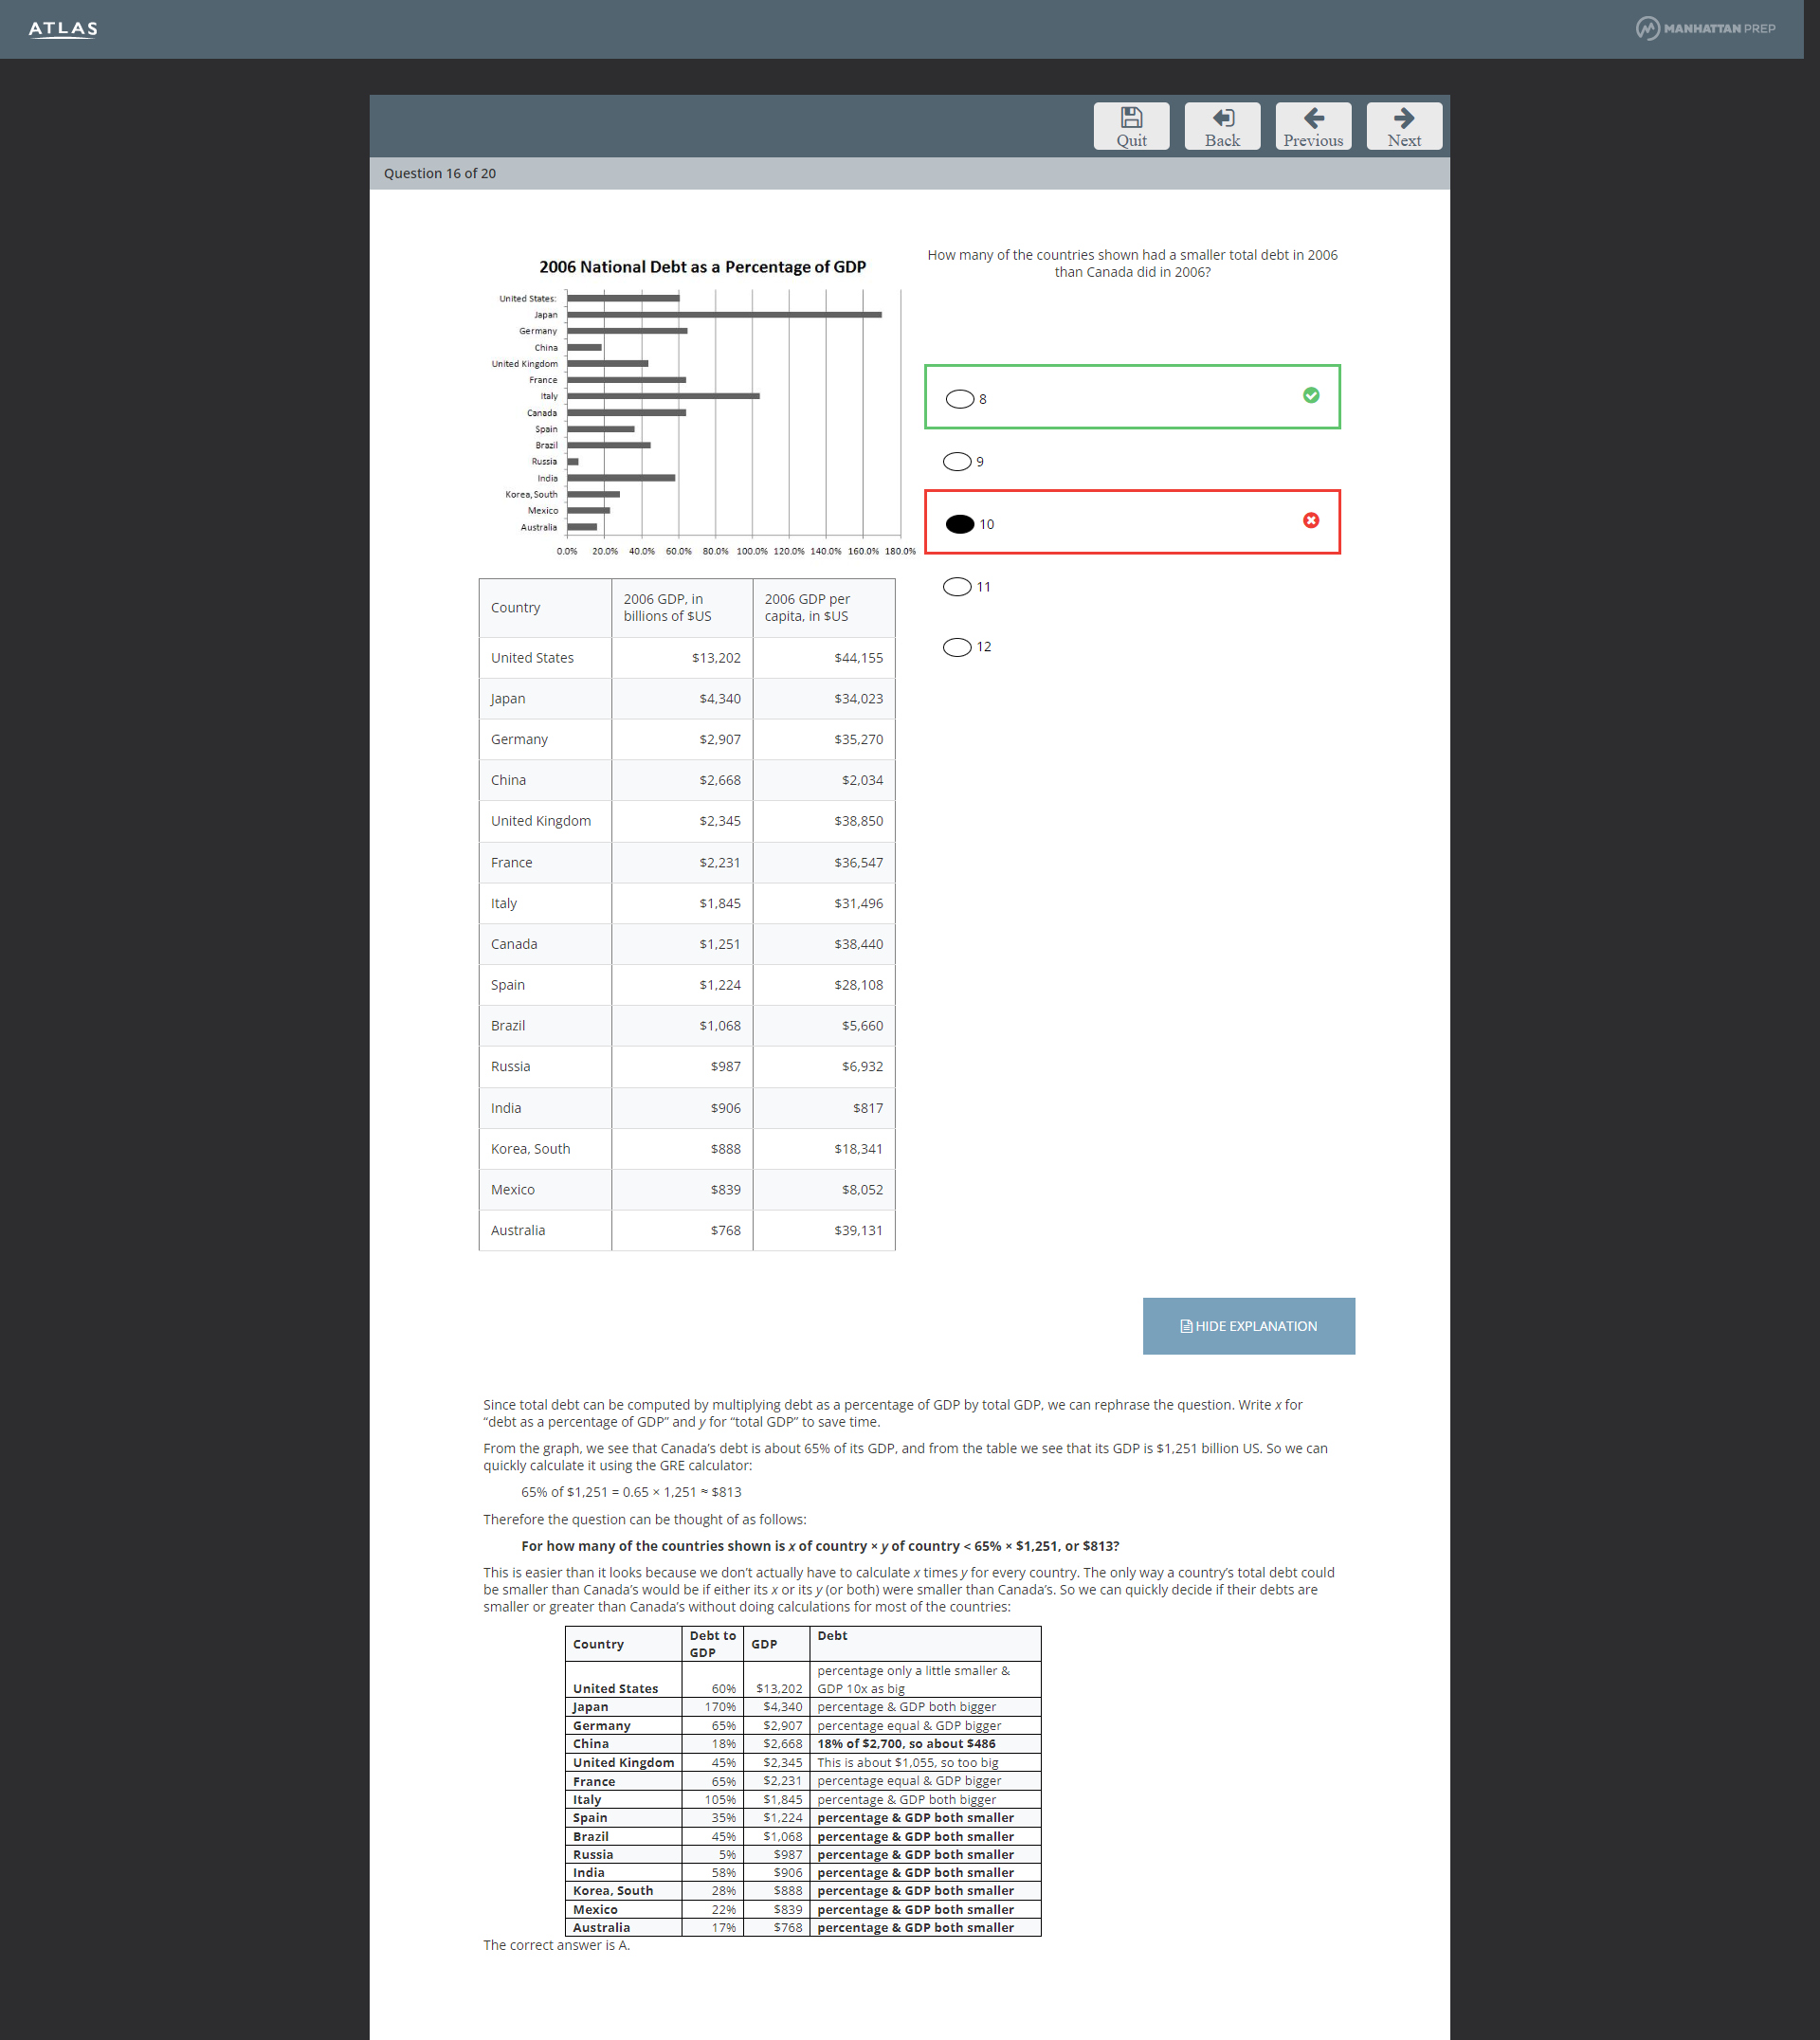 ATLAS
MANHATTAN PREP
Quit
Back
Previous
Next
Question 16 of 20
2006 National Debt as a Percentage of GDP
United States:
Japan
Germany
China
United Kingdom
France
Italy
Canada
Spain
Brazil
Russia
India
Korea, South
Mexico
Australia
0.0% 20.0% 40.0% 60.0% 80.0% 100.0% 120.0% 140.0% 160.0% 180.0%
Country 2006 GDP, in billions of $US 2006 GDP per capita, in $US
United States $13,202 $44,155
Japan $4,340 $34,023
Germany $2,907 $35,270
China $2,668 $2,034
United Kingdom $2,345 $38,850
France $2,231 $36,547
Italy $1,845 $31,496
Canada $1,251 $38,440
Spain $1,224 $28,108
Brazil $1,068 $5,660
Russia $987 $6,932
India $906 $817
Korea, South $888 $18,341
Mexico $839 $8,052
Australia $768 $39,131
How many of the countries shown had a smaller total debt in 2006
than Canada did in 2006?
8
9
10
11
12
HIDE EXPLANATION
Since total debt can be computed by multiplying debt as a percentage of GDP by total GDP, we can rephrase the question. Write x for
“debt as a percentage of GDP” and y for “total GDP” to save time.
From the graph, we see that Canada’s debt is about 65% of its GDP, and from the table we see that its GDP is $1,251 billion US. So we can
quickly calculate it using the GRE calculator:
65% of $1,251 = 0.65 × 1,251 ≈ $813
Therefore the question can be thought of as follows:
For how many of the countries shown is x of country × y of country < 65% × $1,251, or $813?
This is easier than it looks because we don’t actually have to calculate x times y for every country. The only way a country’s total debt could
be smaller than Canada’s would be if either its x or its y (or both) were smaller than Canada’s. So we can quickly decide if their debts are
smaller or greater than Canada’s without doing calculations for most of the countries:
Country Debt to GDP GDP Debt
United States 60% $13,202 percentage only a little smaller & GDP 10x as big
Japan 170% $4,340 percentage & GDP both bigger
Germany 65% $2,907 percentage equal & GDP bigger
China 18% $2,668 18% of $2,700, so about $486
United Kingdom 45% $2,345 This is about $1,055, so too big
France 65% $2,231 percentage equal & GDP bigger
Italy 105% $1,845 percentage & GDP both bigger
Spain 35% $1,224 percentage & GDP both smaller
Brazil 45% $1,068 percentage & GDP both smaller
Russia 5% $987 percentage & GDP both smaller
India 58% $906 percentage & GDP both smaller
Korea, South 28% $888 percentage & GDP both smaller
Mexico 22% $839 percentage & GDP both smaller
Australia 17% $768 percentage & GDP both smaller
The correct answer is A.